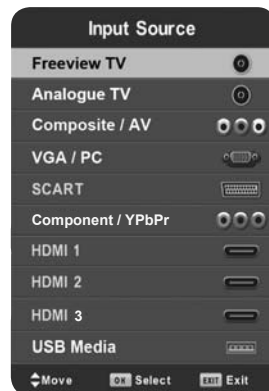 Input Source
Freeview TV
Analogue TV
Composite / AV
VGA / PC
SCART
Component / YPbPr
HDMI 1
HDMI 2
HDMI 3
USB Media
Move OK Select EXIT Exit